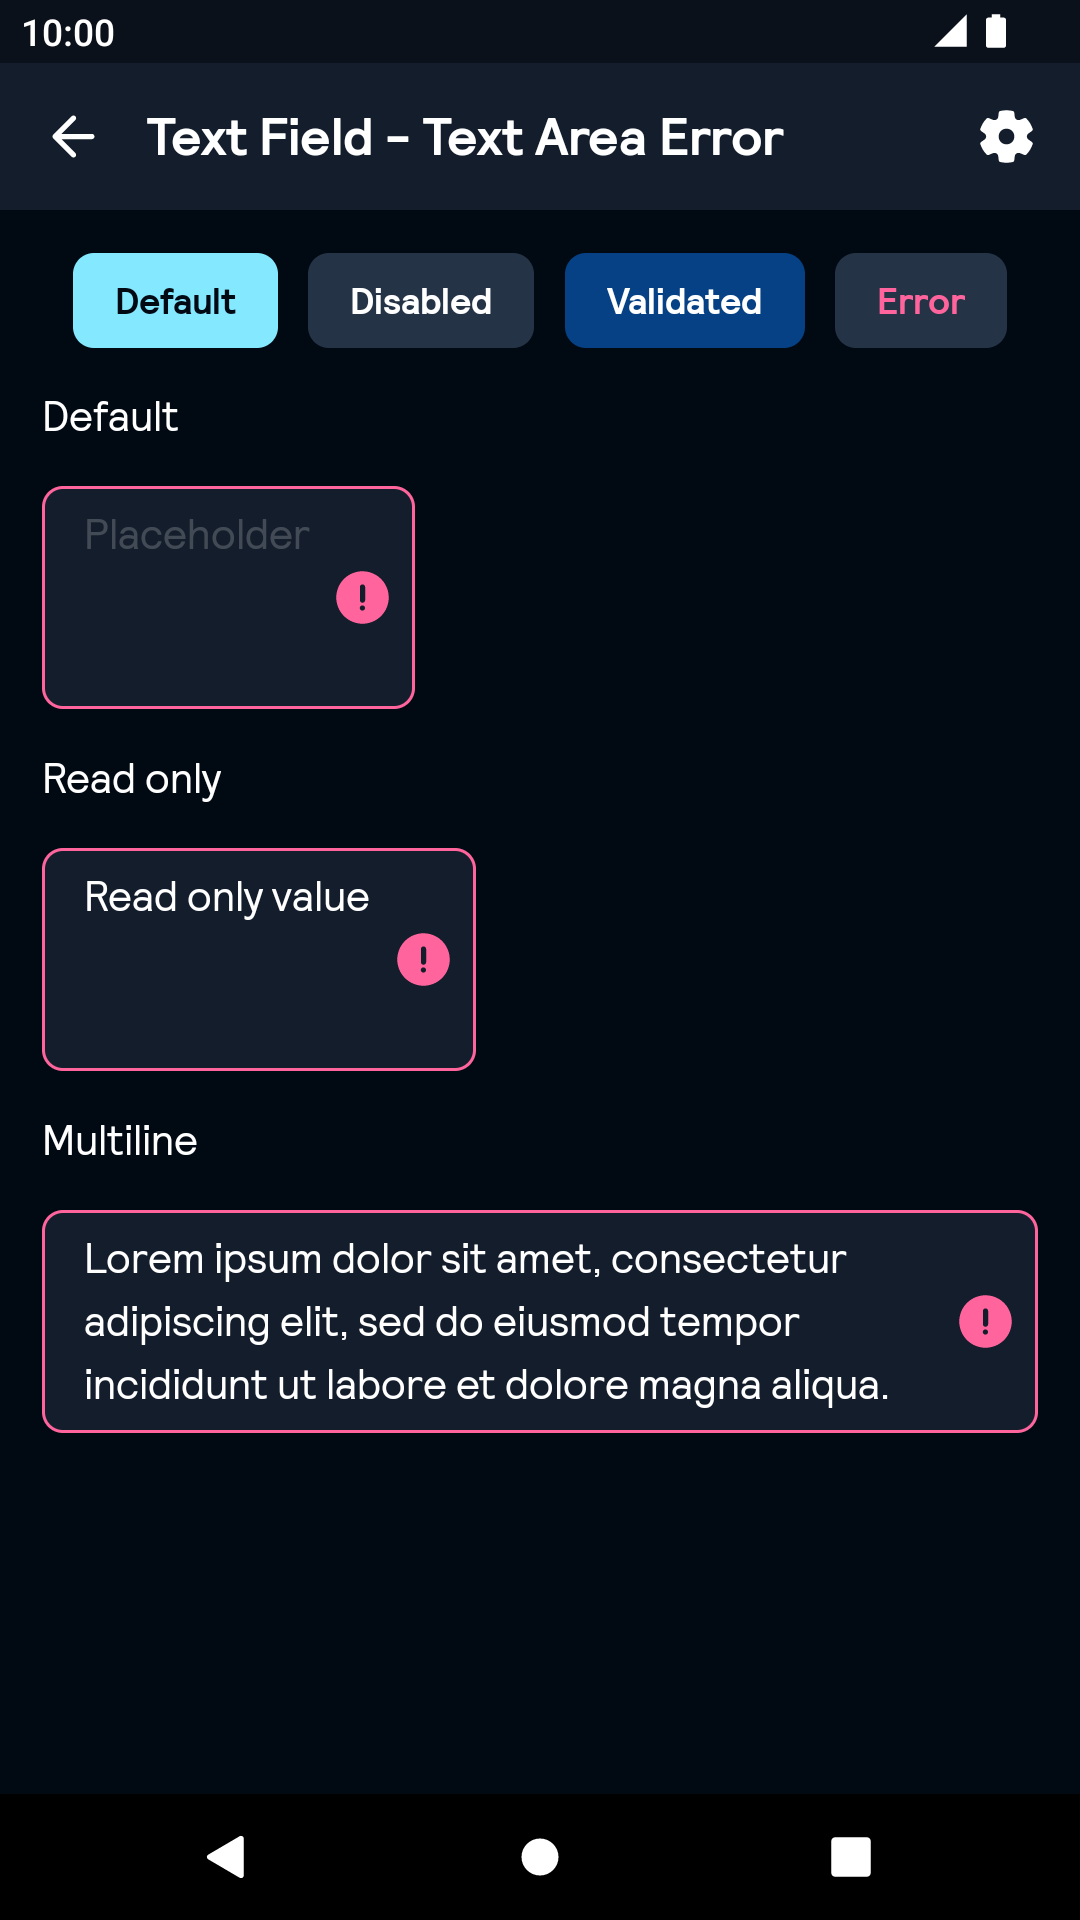 10:00
Text Field - Text Area Error
Default Disabled Validated Error
Default
Placeholder
Read only
Read only value
Multiline
Lorem ipsum dolor sit amet, consectetur
adipiscing elit, sed do eiusmod tempor
incididunt ut labore et dolore magna aliqua.